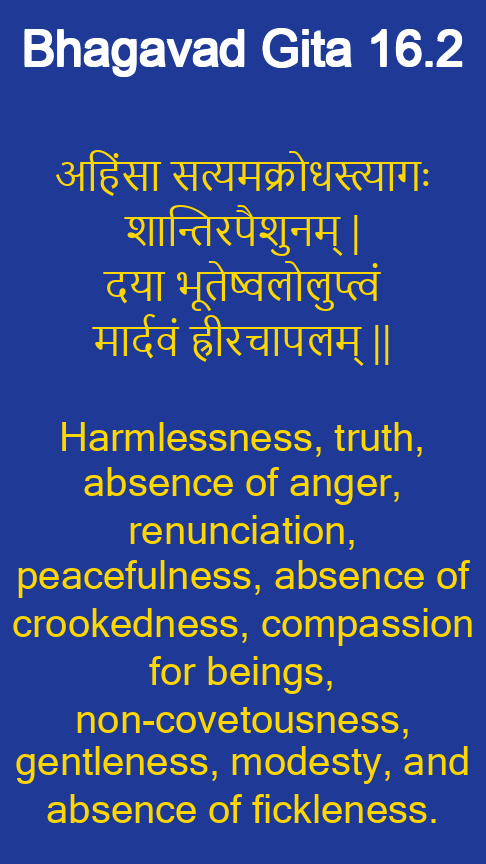 Bhagavad Gita 16.2
अहिंसा सत्यमक्रोधस्त्यागः
शान्तिरपैशुनम् |
दया भूतेष्वलोलुप्त्वं
मार्दवं ह्रीरचापलम् ||
Harmlessness, truth,
absence of anger,
renunciation,
peacefulness, absence of
crookedness, compassion
for beings,
non-covetousness,
gentleness, modesty, and
absence of fickleness.